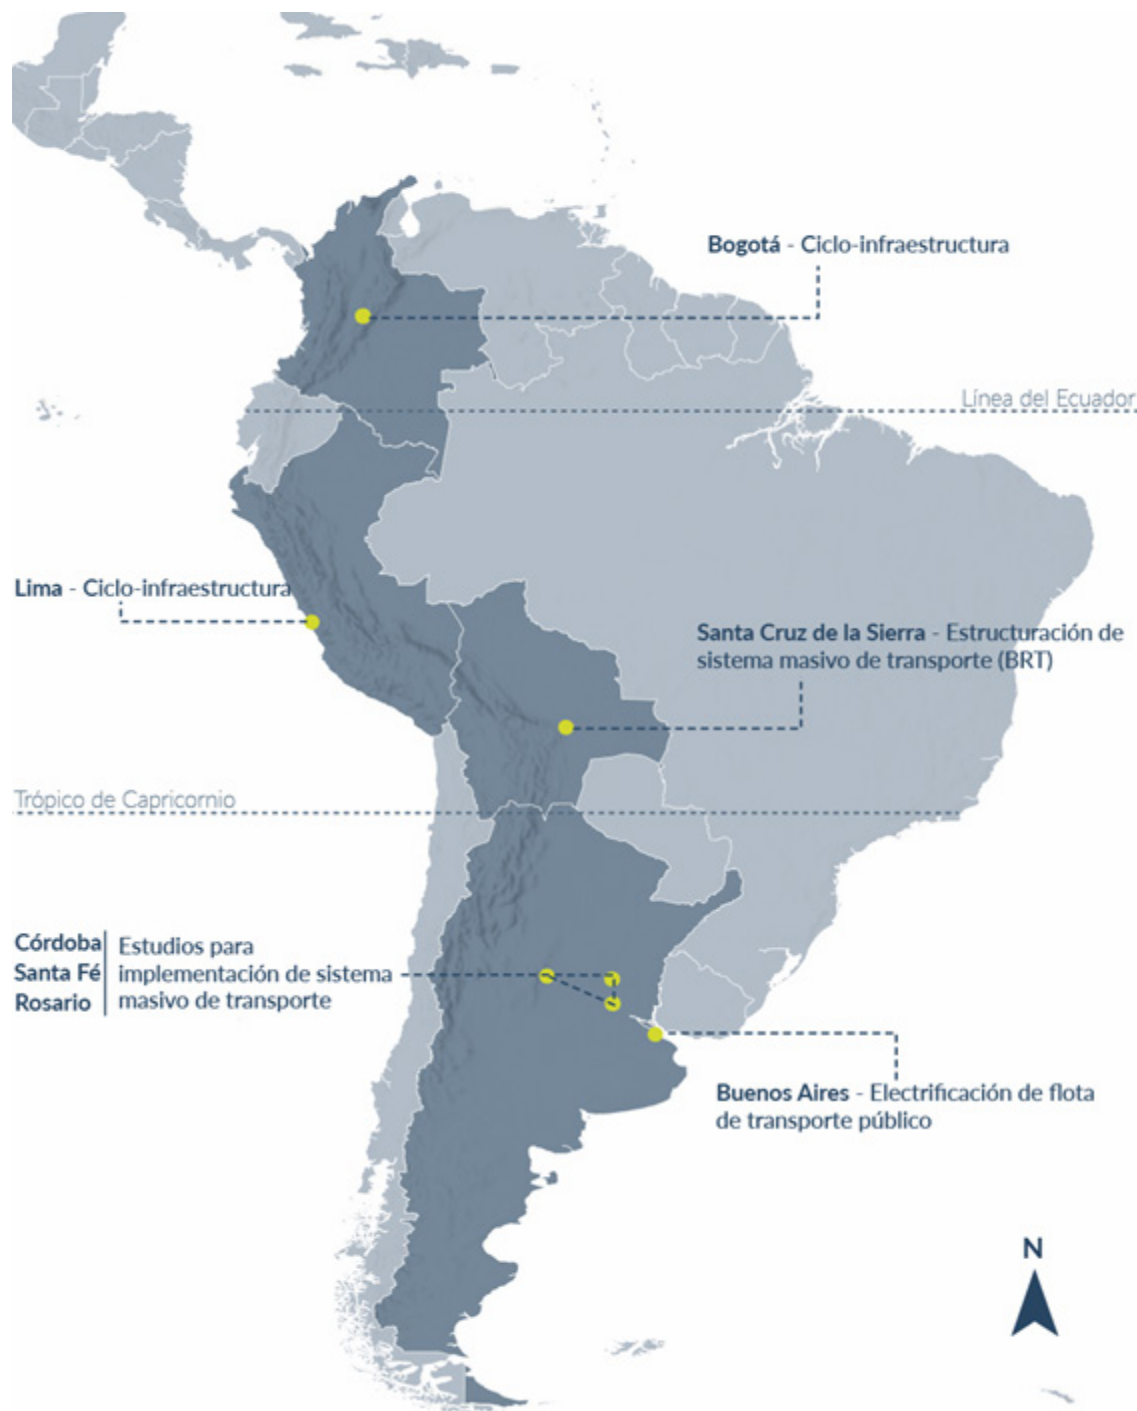 Bogotá - Ciclo-infraestructura
Línea del Ecuador
Lima - Ciclo-infraestructura
Santa Cruz de la Sierra - Estructuración de
sistema masivo de transporte (BRT)
Trópico de Capricornio
Córdoba
Santa Fé
Rosario
Estudios para
implementación de sistema
masivo de transporte
Buenos Aires - Electrificación de flota
de transporte público
N